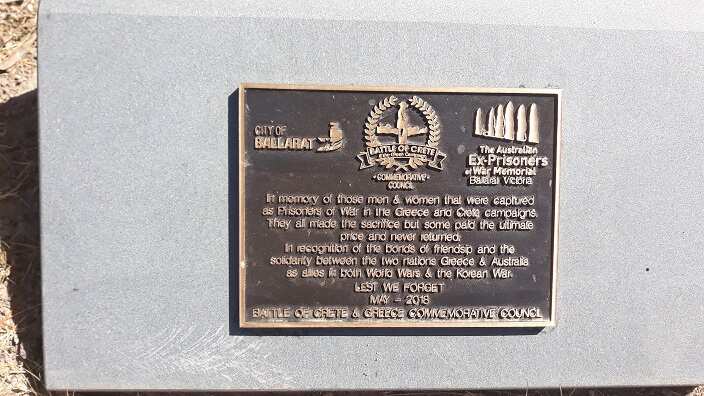 CITY OF
BALLARAT
BATTLE OF CRETE
& the Greek Campaign
COMMEMORATIVE
COUNCIL
The Australian
Ex-Prisoners
of War Memorial
Ballarat Victoria
In memory of those men & women that were captured
as Prisoners of War in the Greece and Crete campaigns.
They all made the sacrifice but some paid the ultimate
price and never returned.
In recognition of the bonds of friendsip and the
solidarity between the two nations Greece & Australia
as allies in both World Wars & the Korean War.
LEST WE FORGET
MAY - 2018
BATTLE OF CRETE & GREECE COMMEMORATIVE COUNCIL